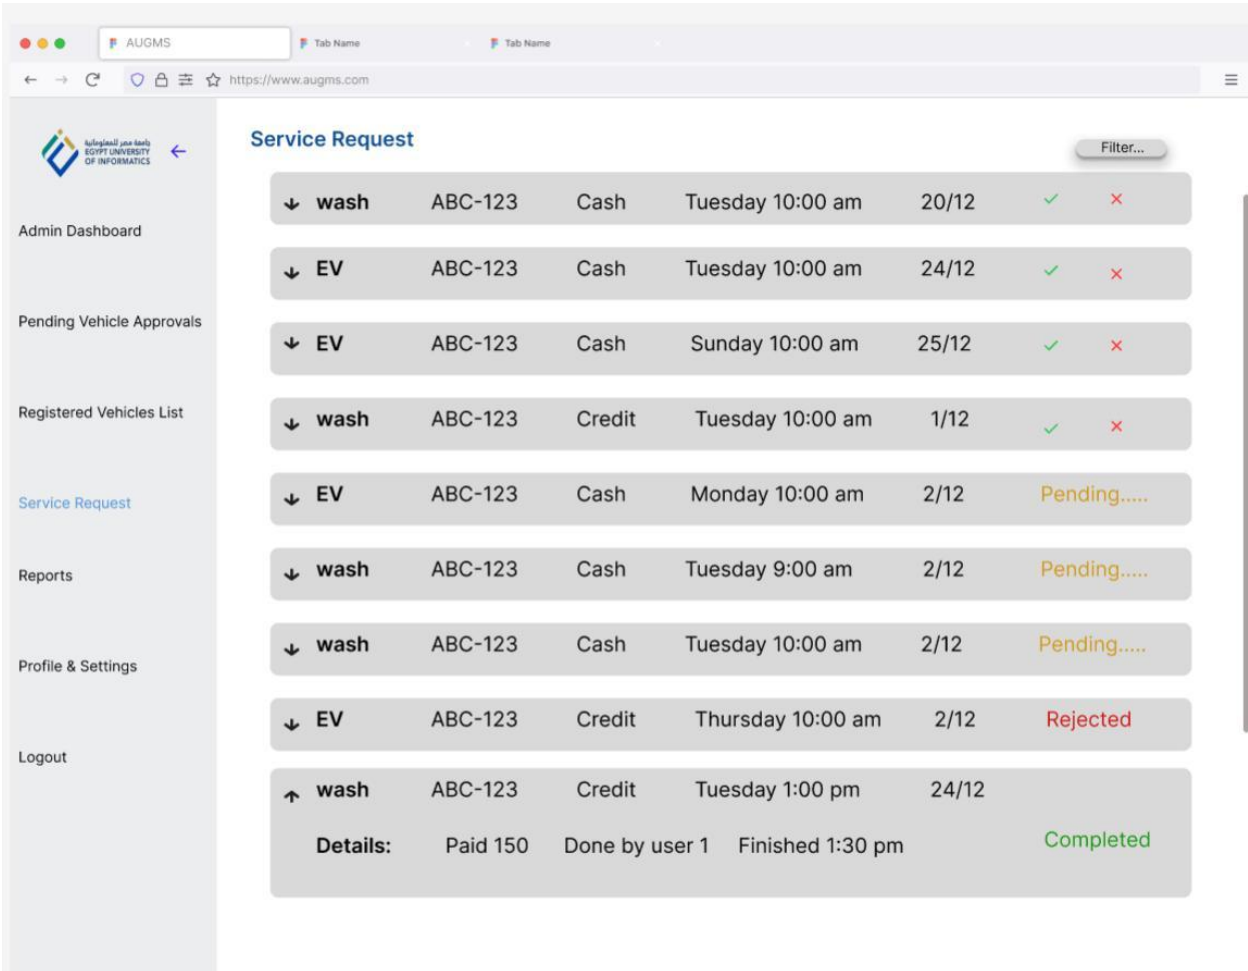 AUGMS Tab Name Tab Name
https://www.augms.com
جامعة مصر للمعلوماتية
EGYPT UNIVERSITY
OF INFORMATICS
Admin Dashboard
Pending Vehicle Approvals
Registered Vehicles List
Service Request
Reports
Profile & Settings
Logout
Service Request
Filter...
wash ABC-123 Cash Tuesday 10:00 am 20/12
EV ABC-123 Cash Tuesday 10:00 am 24/12
EV ABC-123 Cash Sunday 10:00 am 25/12
wash ABC-123 Credit Tuesday 10:00 am 1/12
EV ABC-123 Cash Monday 10:00 am 2/12 Pending.....
wash ABC-123 Cash Tuesday 9:00 am 2/12 Pending.....
wash ABC-123 Cash Tuesday 10:00 am 2/12 Pending.....
EV ABC-123 Credit Thursday 10:00 am 2/12 Rejected
wash ABC-123 Credit Tuesday 1:00 pm 24/12
Details: Paid 150 Done by user 1 Finished 1:30 pm Completed